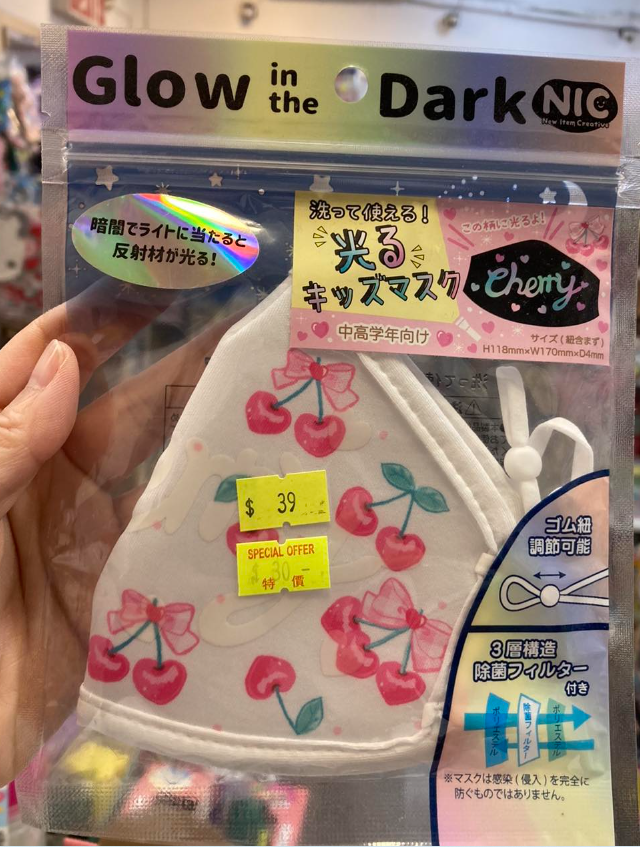 Glow in the Dark
NIC
New Item Creative
暗闇でライトに当たると
反射材が光る!
洗って使える!
光る
キッズマスク
中高学年向け
この柄に光るよ!
Cherry
サイズ(紐含まず)
H118mm×W170mm×D4mm
$ 39
SPECIAL OFFER
$ 30-
特 價
ゴム紐
調節可能
3層構造
除菌フィルター
付き
ポリエステル
除菌フィルター
ポリエステル
※マスクは感染(侵入)を完全に
防ぐものではありません。